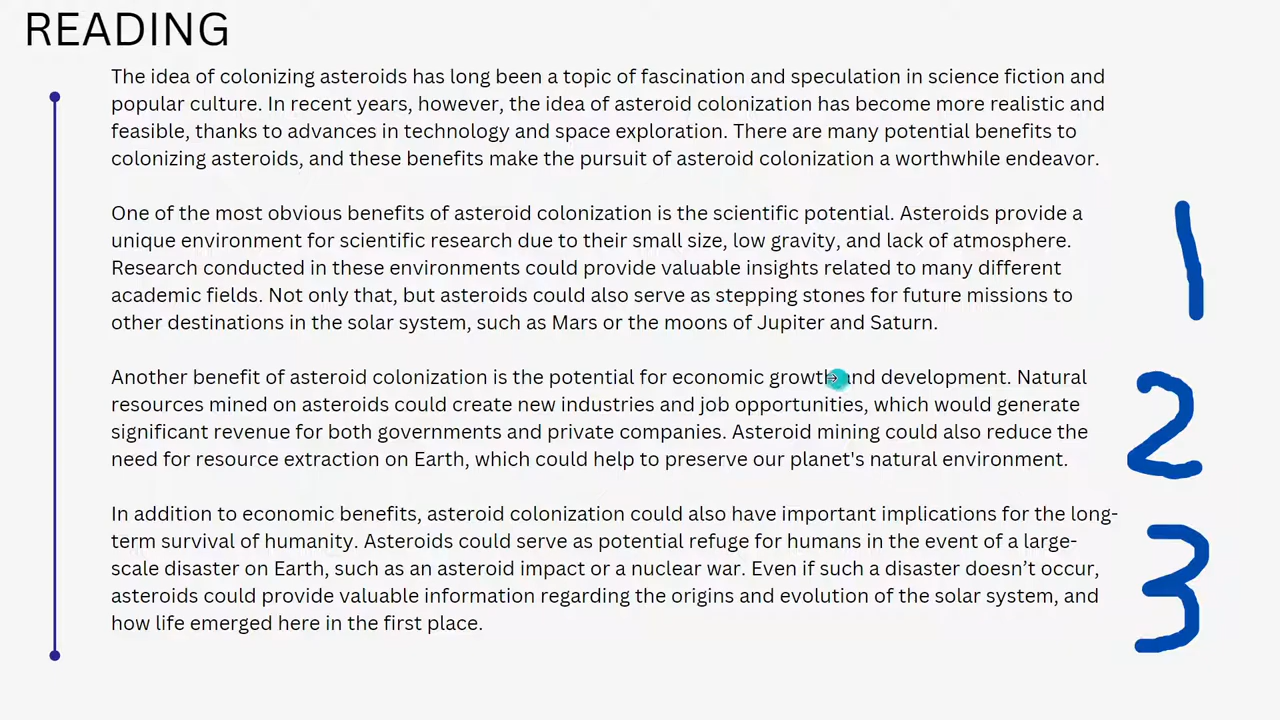 READING
The idea of colonizing asteroids has long been a topic of fascination and speculation in science fiction and
popular culture. In recent years, however, the idea of asteroid colonization has become more realistic and
feasible, thanks to advances in technology and space exploration. There are many potential benefits to
colonizing asteroids, and these benefits make the pursuit of asteroid colonization a worthwhile endeavor.
One of the most obvious benefits of asteroid colonization is the scientific potential. Asteroids provide a
unique environment for scientific research due to their small size, low gravity, and lack of atmosphere.
Research conducted in these environments could provide valuable insights related to many different
academic fields. Not only that, but asteroids could also serve as stepping stones for future missions to
other destinations in the solar system, such as Mars or the moons of Jupiter and Saturn.
1
Another benefit of asteroid colonization is the potential for economic growth and development. Natural
resources mined on asteroids could create new industries and job opportunities, which would generate
significant revenue for both governments and private companies. Asteroid mining could also reduce the
need for resource extraction on Earth, which could help to preserve our planet's natural environment.
2
In addition to economic benefits, asteroid colonization could also have important implications for the long-
term survival of humanity. Asteroids could serve as potential refuge for humans in the event of a large-
scale disaster on Earth, such as an asteroid impact or a nuclear war. Even if such a disaster doesn’t occur,
asteroids could provide valuable information regarding the origins and evolution of the solar system, and
how life emerged here in the first place.
3